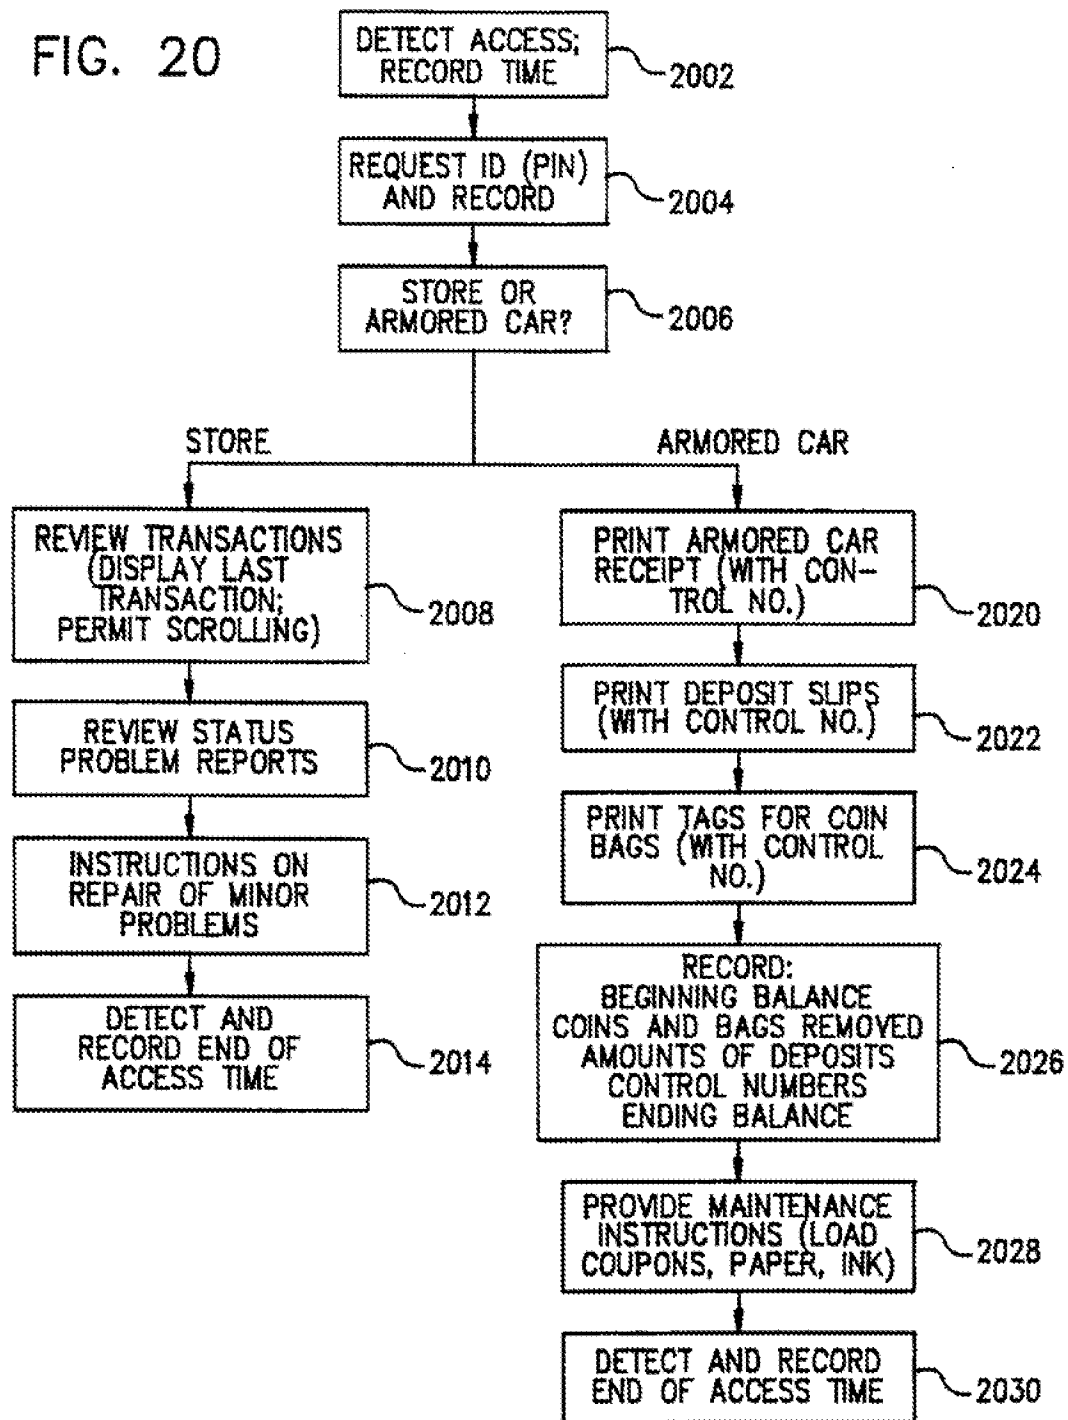 FIG. 20
DETECT ACCESS;
RECORD TIME
2002
REQUEST ID (PIN)
AND RECORD
2004
STORE OR
ARMORED CAR?
2006
STORE
ARMORED CAR
REVIEW TRANSACTIONS
(DISPLAY LAST
TRANSACTION;
PERMIT SCROLLING)
2008
REVIEW STATUS
PROBLEM REPORTS
2010
INSTRUCTIONS ON
REPAIR OF MINOR
PROBLEMS
2012
DETECT AND
RECORD END OF
ACCESS TIME
2014
PRINT ARMORED CAR
RECEIPT (WITH CON-
TROL NO.)
2020
PRINT DEPOSIT SLIPS
(WITH CONTROL NO.)
2022
PRINT TAGS FOR COIN
BAGS (WITH CONTROL
NO.)
2024
RECORD:
BEGINNING BALANCE
COINS AND BAGS REMOVED
AMOUNTS OF DEPOSITS
CONTROL NUMBERS
ENDING BALANCE
2026
PROVIDE MAINTENANCE
INSTRUCTIONS (LOAD
COUPONS, PAPER, INK)
2028
DETECT AND RECORD
END OF ACCESS TIME
2030